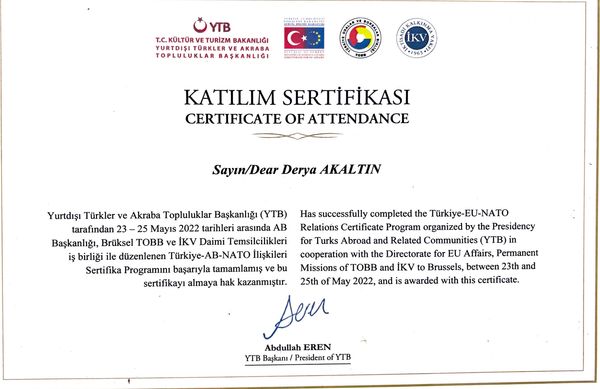 YTB
T.C. KÜLTÜR VE TURİZM BAKANLIĞI
YURTDIŞI TÜRKLER VE AKRABA
TOPLULUKLAR BAŞKANLIĞI
İKV
1965
KATILIM SERTİFİKASI
CERTIFICATE OF ATTENDANCE
Sayın/Dear Derya AKALTIN
Yurtdışı Türkler ve Akraba Topluluklar Başkanlığı (YTB)
tarafından 23 – 25 Mayıs 2022 tarihleri arasında AB
Başkanlığı, Brüksel TOBB ve İKV Daimi Temsilcilikleri
iş birliği ile düzenlenen Türkiye-AB-NATO İlişkileri
Sertifika Programını başarıyla tamamlamış ve bu
sertifikayı almaya hak kazanmıştır.
Has successfully completed the Türkiye-EU-NATO
Relations Certificate Program organized by the Presidency
for Turks Abroad and Related Communities (YTB) in
cooperation with the Directorate for EU Affairs, Permanent
Missions of TOBB and İKV to Brussels, between 23th and
25th of May 2022, and is awarded with this certificate.
Abdullah EREN
YTB Başkanı / President of YTB